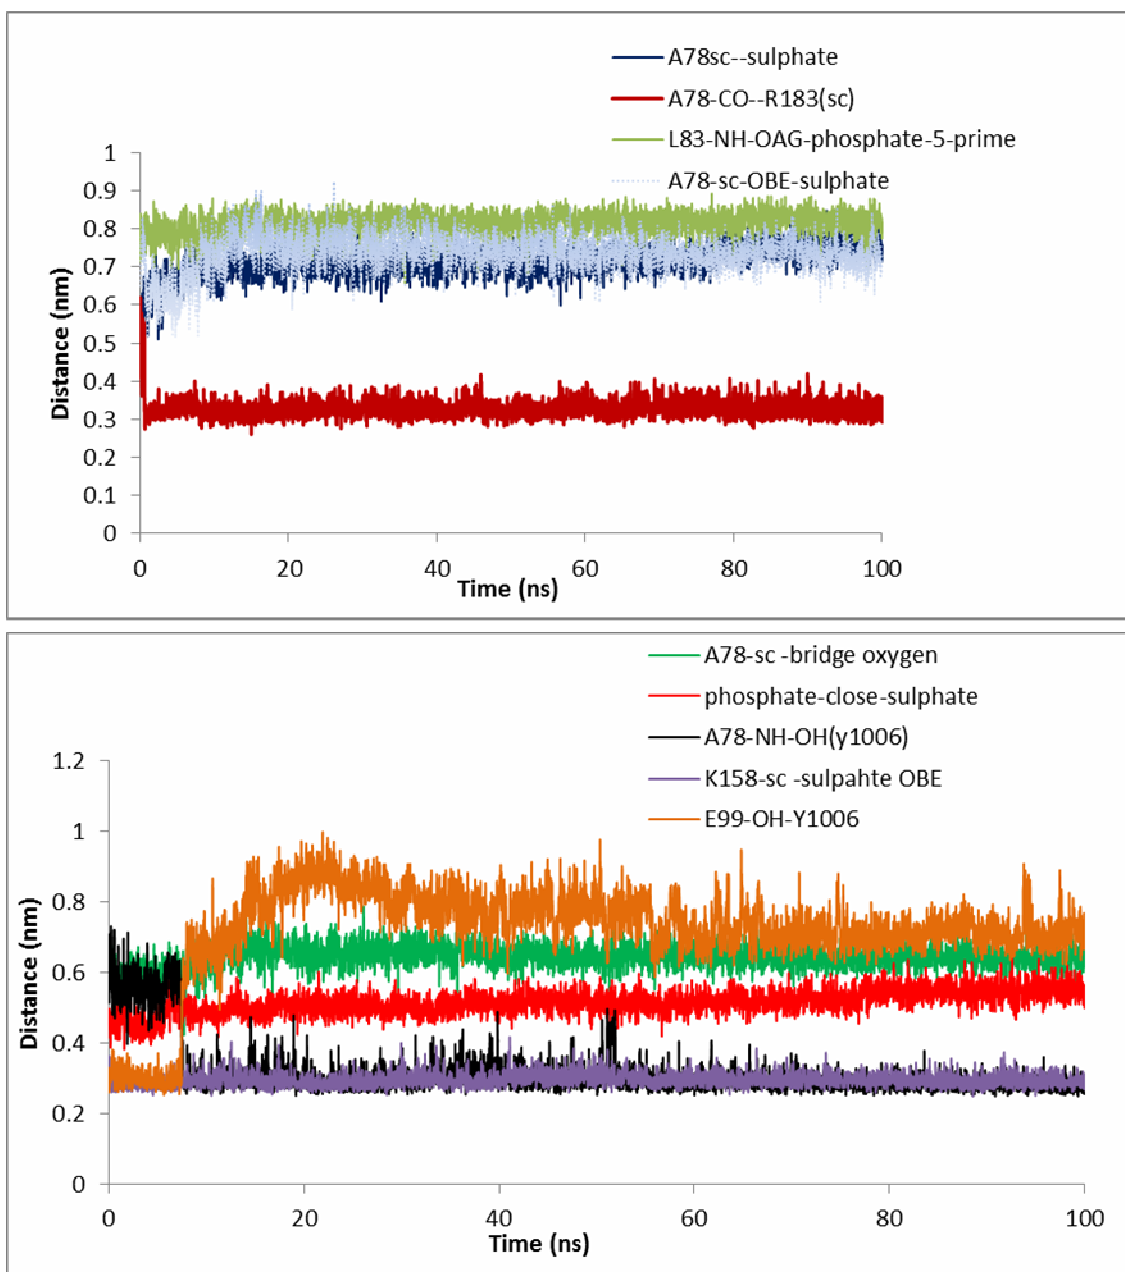 A78sc--sulphate
A78-CO--R183(sc)
L83-NH-OAG-phosphate-5-prime
A78-sc-OBE-sulphate
1
0.9
0.8
0.7
0.6
0.5
0.4
0.3
0.2
0.1
0
Distance (nm)
0 20 40 60 80 100
Time (ns)
A78-sc -bridge oxygen
phosphate-close-sulphate
A78-NH-OH(y1006)
K158-sc -sulpahte OBE
E99-OH-Y1006
1.2
1
0.8
0.6
0.4
0.2
0
Distance (nm)
0 20 40 60 80 100
Time (ns)